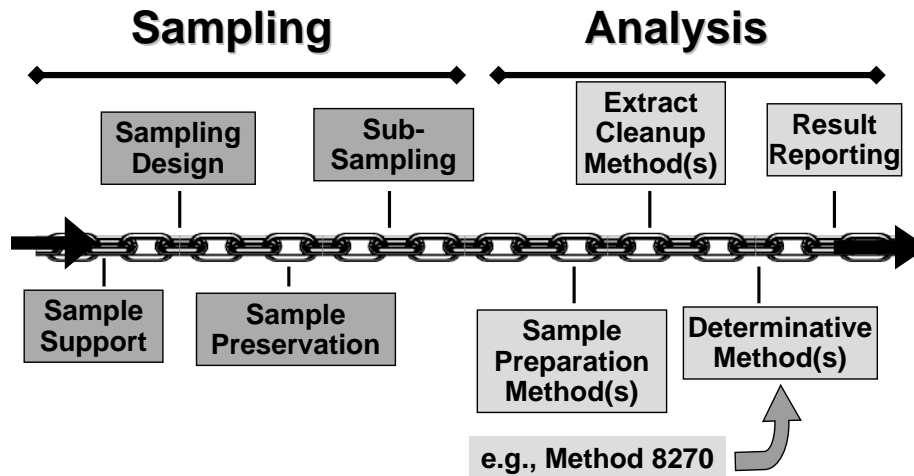 Sampling
Analysis
Sampling
Design
Sub-
Sampling
Extract
Cleanup
Method(s)
Result
Reporting
Sample
Support
Sample
Preservation
Sample
Preparation
Method(s)
Determinative
Method(s)
e.g., Method 8270